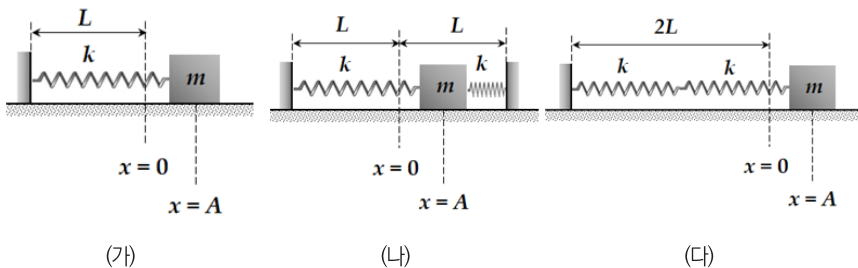 L
k
m
x = 0
x = A
(가)
L L
k k
m
x = 0
x = A
(나)
2L
k k
m
x = 0
x = A
(다)